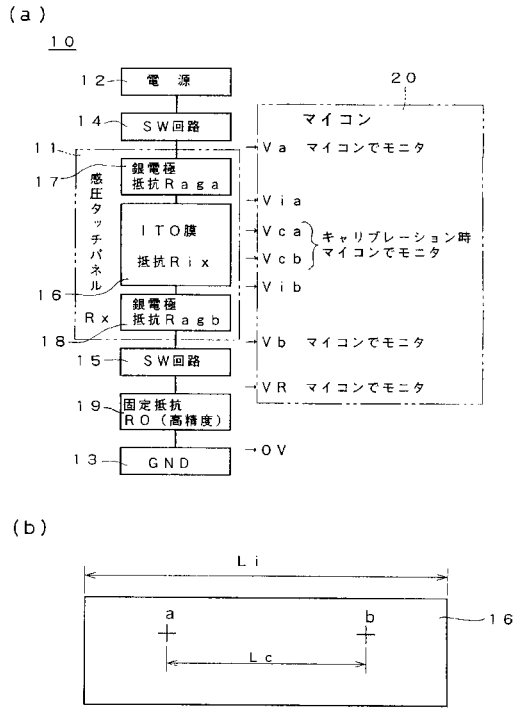 (a)
10
12
電 源
20
14
SW回路
マイコン
11
Va マイコンでモニタ
17
銀電極
抵抗Raga
感圧タッチパネル
Via
ITO膜
抵抗Rix
Vca
Vcb
キャリブレーション時
マイコンでモニタ
16
Vib
Rx
銀電極
抵抗Ragb
18
Vb マイコンでモニタ
15
SW回路
VR マイコンでモニタ
19
固定抵抗
RO(高精度)
0V
13
GND
(b)
Li
a
b
16
Lc